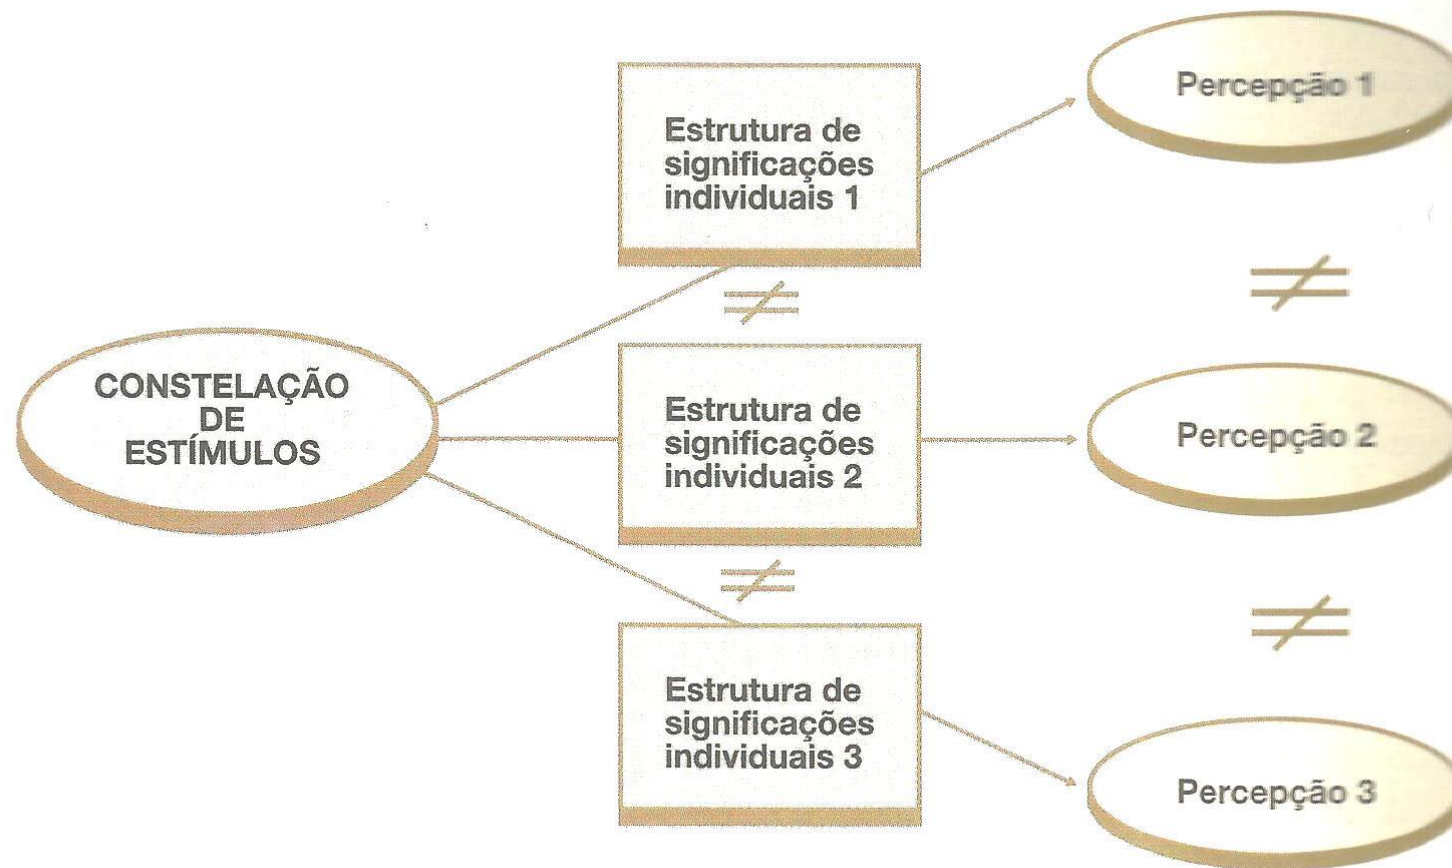 Estrutura de
significações
individuais 1
Percepção 1
≠
≠
CONSTELAÇÃO
DE
ESTÍMULOS
Estrutura de
significações
individuais 2
Percepção 2
≠
≠
Estrutura de
significações
individuais 3
Percepção 3